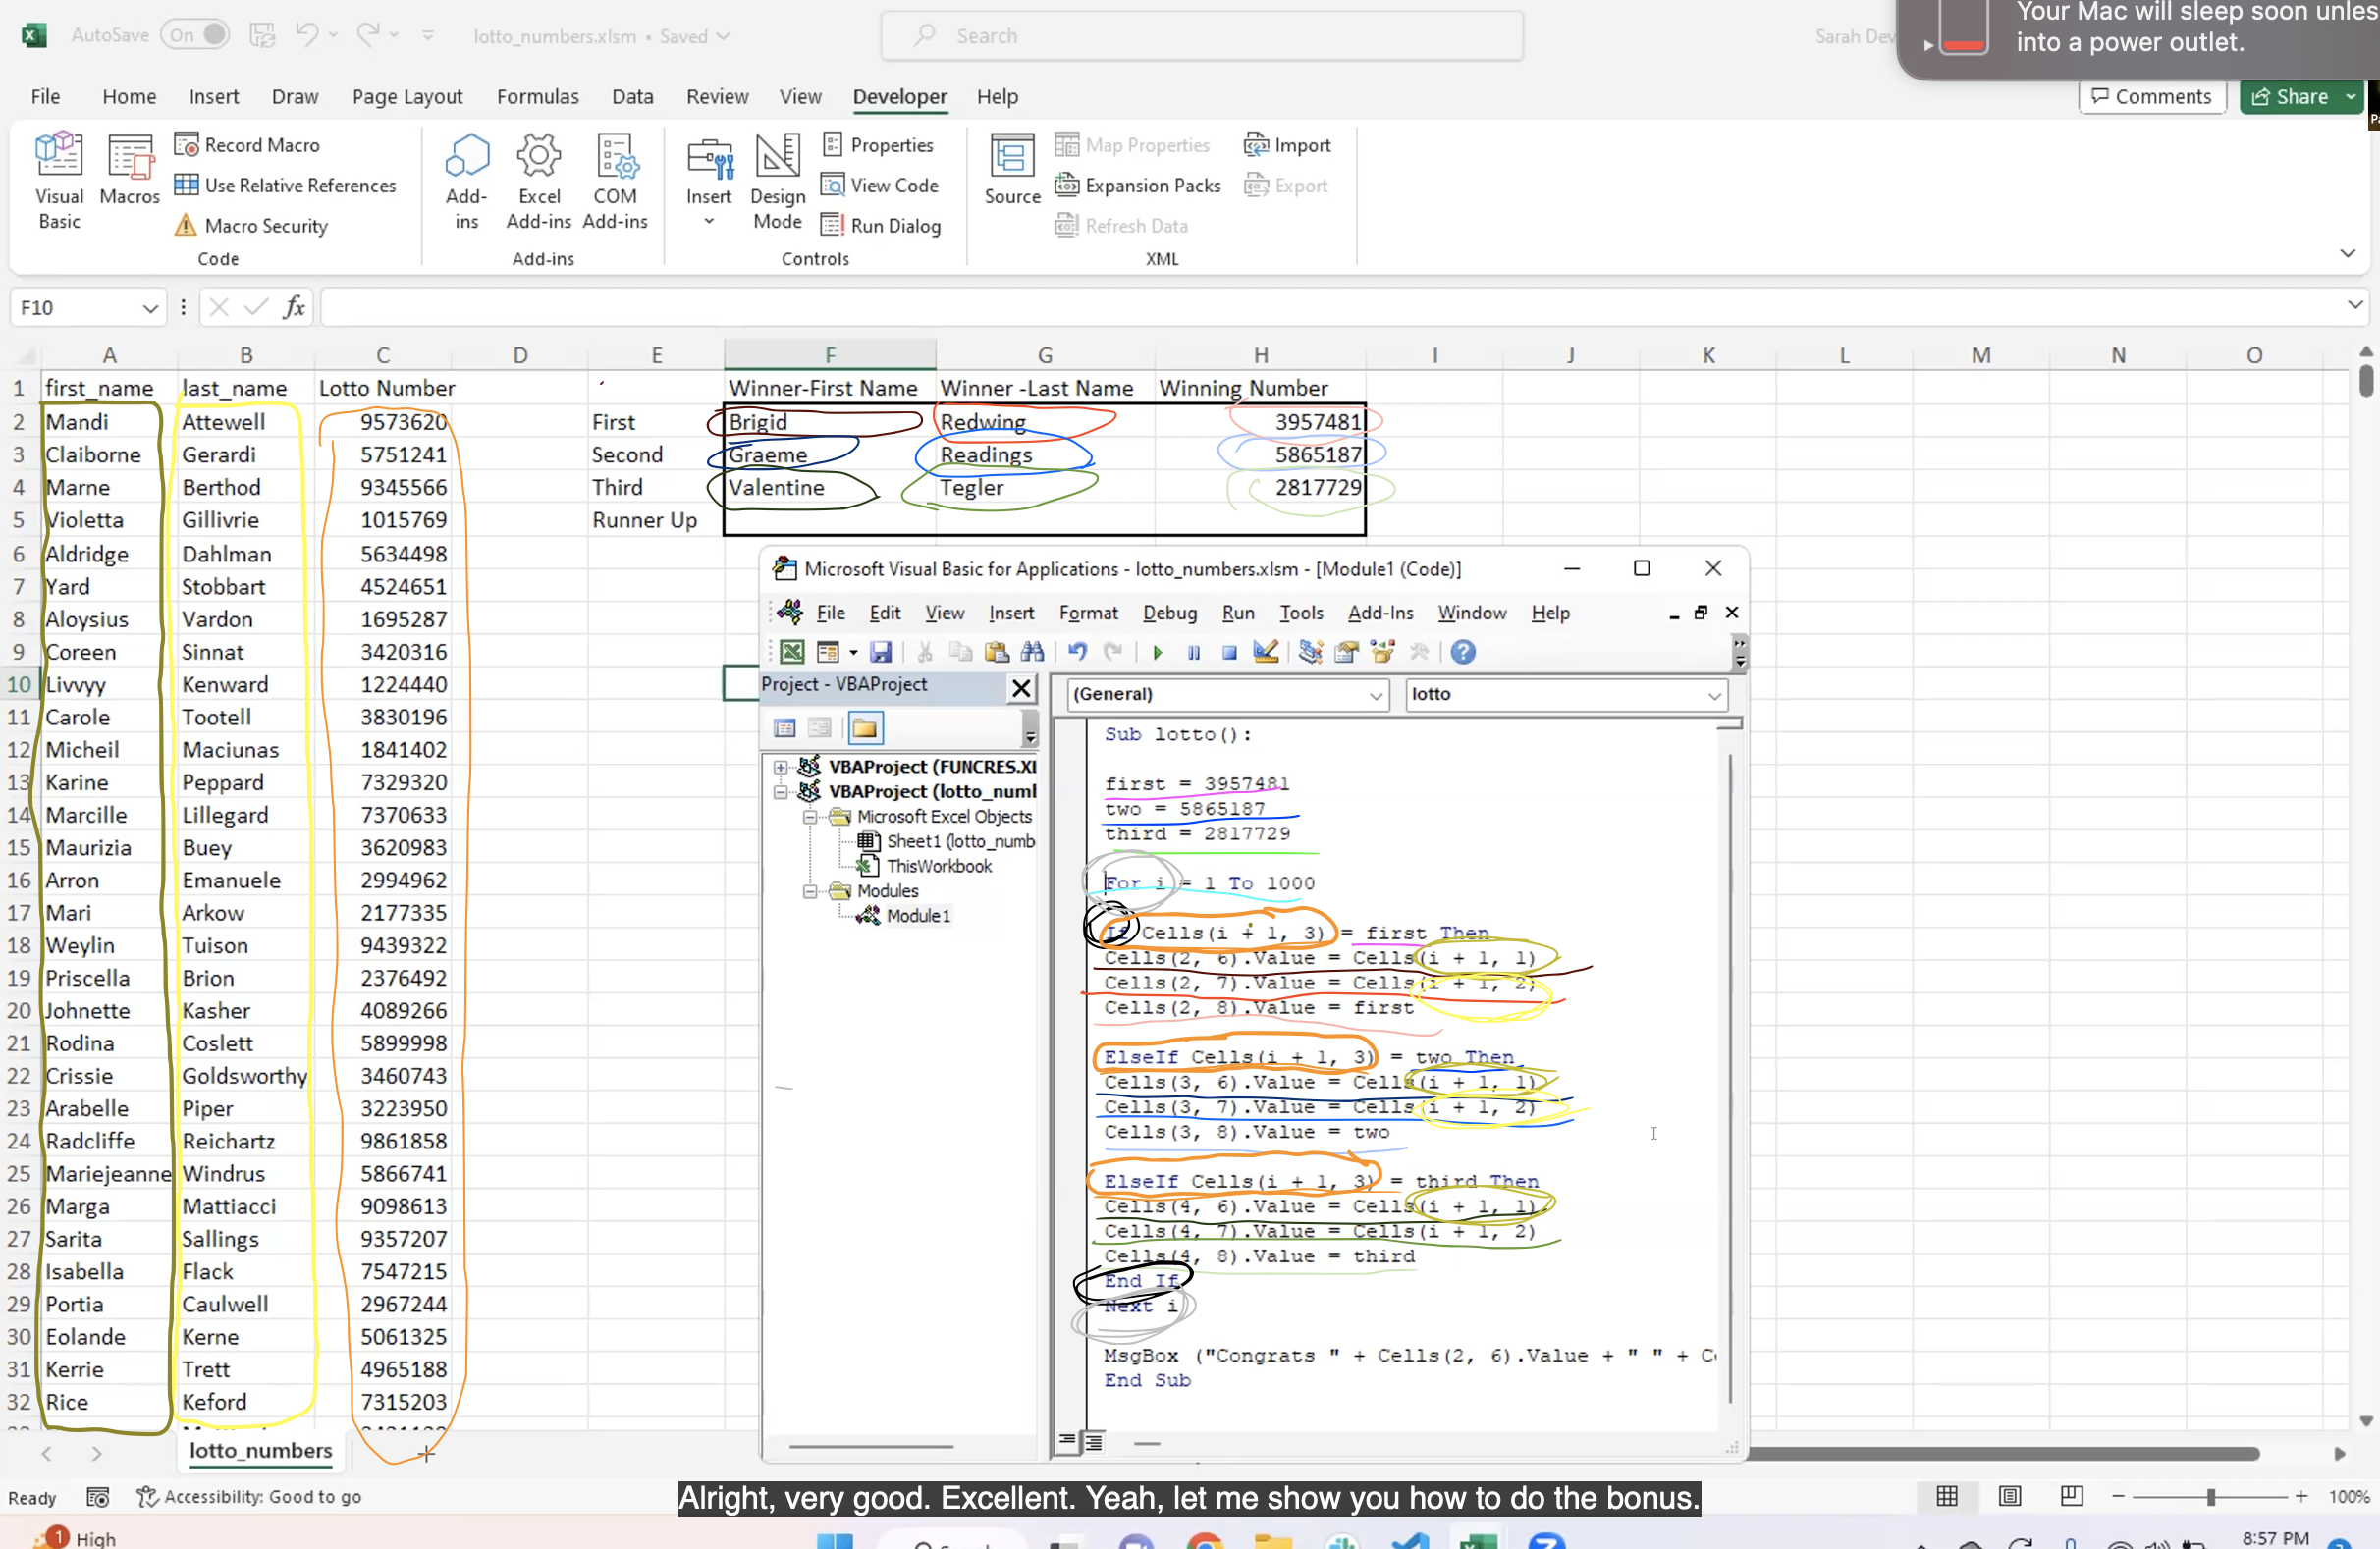 AutoSave On lotto_numbers.xlsm • Saved Search Sarah Dev
Your Mac will sleep soon unles
into a power outlet.
File Home Insert Draw Page Layout Formulas Data Review View Developer Help Comments Share
Visual Basic Macros Record Macro Use Relative References Macro Security Code
Add-ins Excel Add-ins COM Add-ins Add-ins
Insert Design Mode Properties View Code Run Dialog Controls
Source Map Properties Expansion Packs Refresh Data Import Export XML
F10 fx
A B C D E F G H I J K L M N O
1 first_name last_name Lotto Number Winner-First Name Winner -Last Name Winning Number
2 Mandi Attewell 9573620 First Brigid Redwing 3957481
3 Claiborne Gerardi 5751241 Second Graeme Readings 5865187
4 Marne Berthod 9345566 Third Valentine Tegler 2817729
5 Violetta Gillivrie 1015769 Runner Up
6 Aldridge Dahlman 5634498
7 Yard Stobbart 4524651
8 Aloysius Vardon 1695287
9 Coreen Sinnat 3420316
10 Livvyy Kenward 1224440
11 Carole Tootell 3830196
12 Micheil Maciunas 1841402
13 Karine Peppard 7329320
14 Marcille Lillegard 7370633
15 Maurizia Buey 3620983
16 Arron Emanuele 2994962
17 Mari Arkow 2177335
18 Weylin Tuison 9439322
19 Priscella Brion 2376492
20 Johnette Kasher 4089266
21 Rodina Coslett 5899998
22 Crissie Goldsworthy 3460743
23 Arabelle Piper 3223950
24 Radcliffe Reichartz 9861858
25 Mariejeanne Windrus 5866741
26 Marga Mattiacci 9098613
27 Sarita Sallings 9357207
28 Isabella Flack 7547215
29 Portia Caulwell 2967244
30 Eolande Kerne 5061325
31 Kerrie Trett 4965188
32 Rice Keford 7315203
Microsoft Visual Basic for Applications - lotto_numbers.xlsm - [Module1 (Code)]
File Edit View Insert Format Debug Run Tools Add-Ins Window Help
Project - VBAProject
(General) lotto
VBAProject (FUNCRES.XL
VBAProject (lotto_numl
Microsoft Excel Objects
Sheet1 (lotto_numb
ThisWorkbook
Modules
Module1
Sub lotto():
first = 3957481
two = 5865187
third = 2817729
For i = 1 To 1000
If Cells(i + 1, 3) = first Then
Cells(2, 6).Value = Cells(i + 1, 1)
Cells(2, 7).Value = Cells(i + 1, 2)
Cells(2, 8).Value = first
ElseIf Cells(i + 1, 3) = two Then
Cells(3, 6).Value = Cells(i + 1, 1)
Cells(3, 7).Value = Cells(i + 1, 2)
Cells(3, 8).Value = two
ElseIf Cells(i + 1, 3) = third Then
Cells(4, 6).Value = Cells(i + 1, 1)
Cells(4, 7).Value = Cells(i + 1, 2)
Cells(4, 8).Value = third
End If
Next i
MsgBox ("Congrats " + Cells(2, 6).Value + " " + C
End Sub
lotto_numbers
Alright, very good. Excellent. Yeah, let me show you how to do the bonus.
Ready Accessibility: Good to go 100%
1 High 8:57 PM